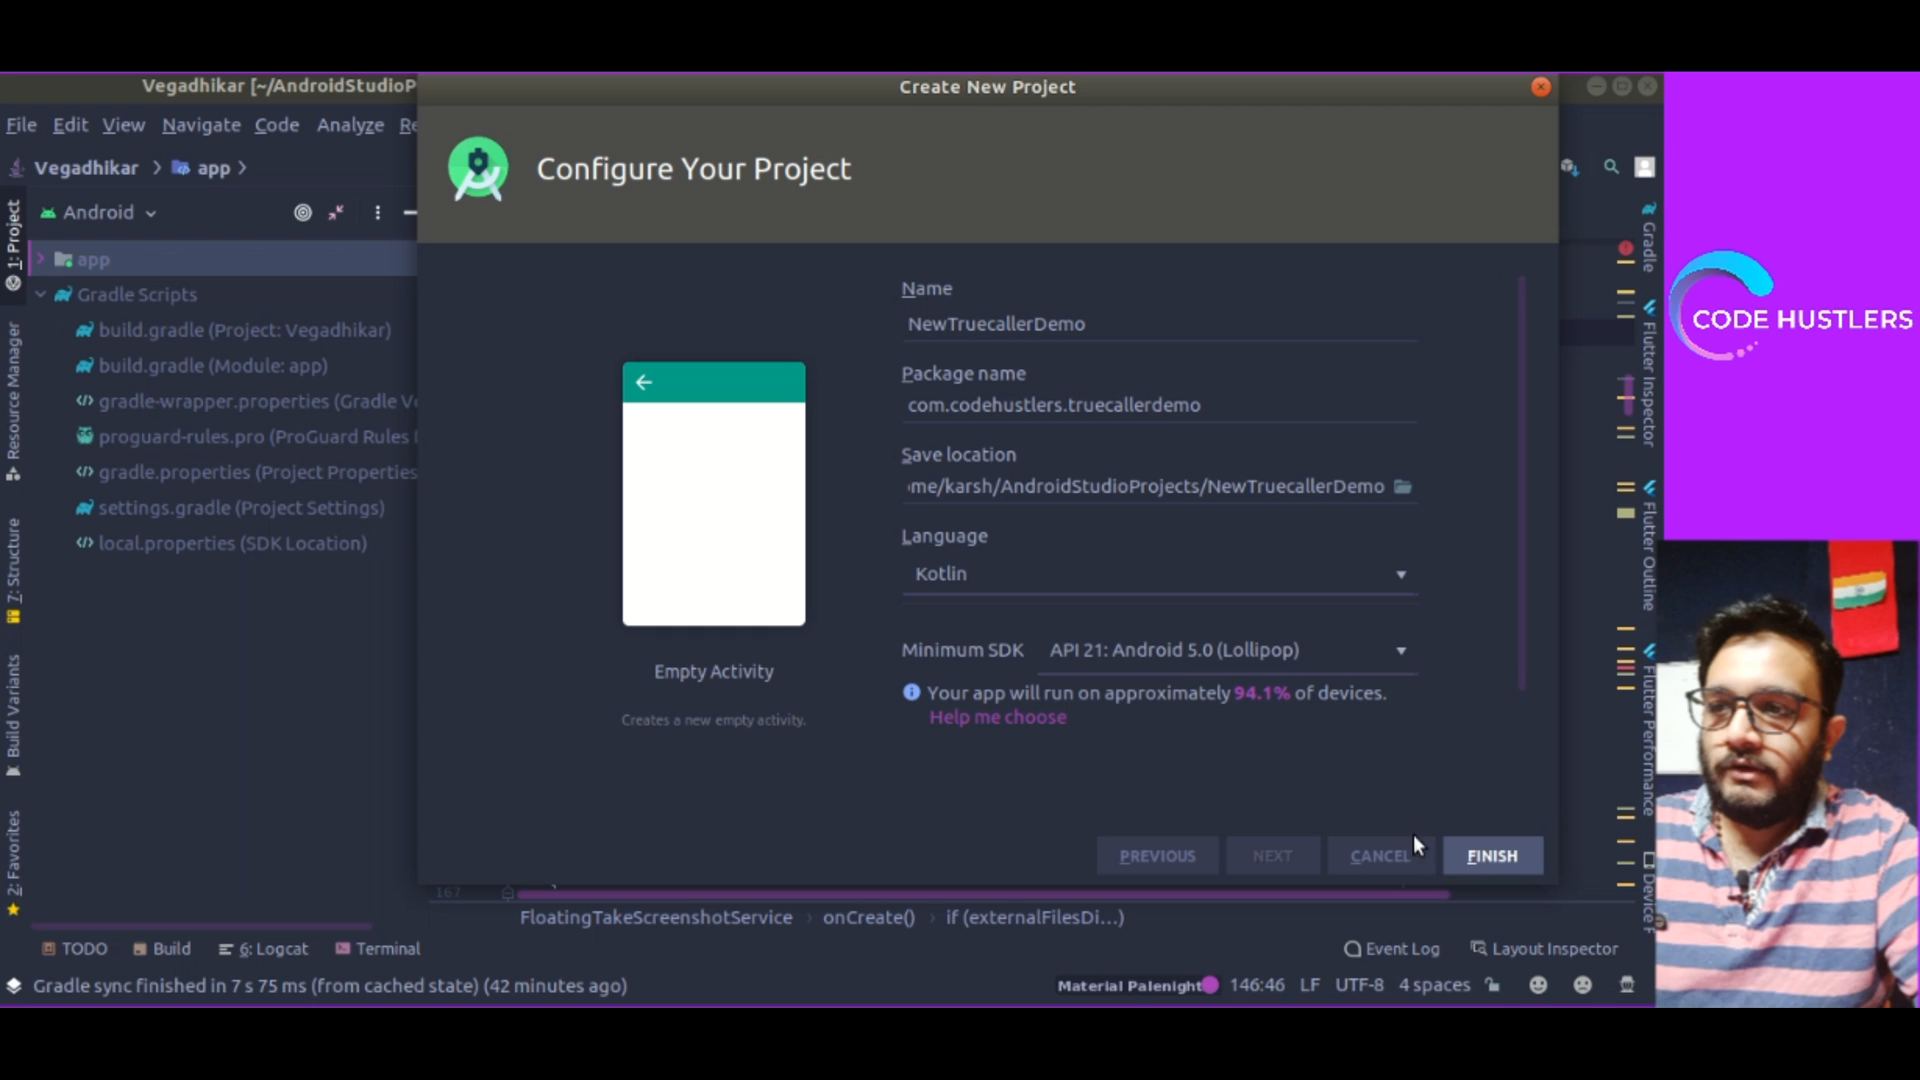 Vegadhikar [~/AndroidStudioP
Create New Project
File Edit View Navigate Code Analyze Re
Configure Your Project
Vegadhikar app
Android
1: Project
app
Gradle Scripts
build.gradle (Project: Vegadhikar)
build.gradle (Module: app)
gradle-wrapper.properties (Gradle Ve
proguard-rules.pro (ProGuard Rules
gradle.properties (Project Properties
settings.gradle (Project Settings)
local.properties (SDK Location)
Resource Manager
7: Structure
Build Variants
2: Favorites
Empty Activity
Creates a new empty activity.
Name
NewTruecallerDemo
Package name
com.codehustlers.truecallerdemo
Save location
me/karsh/AndroidStudioProjects/NewTruecallerDemo
Language
Kotlin
Minimum SDK API 21: Android 5.0 (Lollipop)
Your app will run on approximately 94.1% of devices.
Help me choose
PREVIOUS NEXT CANCEL FINISH
Gradle
Flutter Inspector
Flutter Outline
Flutter Performance
Device F
CODE HUSTLERS
167
FloatingTakeScreenshotService onCreate() if (externalFilesDi...)
TODO Build 6: Logcat Terminal Event Log Layout Inspector
Gradle sync finished in 7 s 75 ms (from cached state) (42 minutes ago) Material Palenight 146:46 LF UTF-8 4 spaces